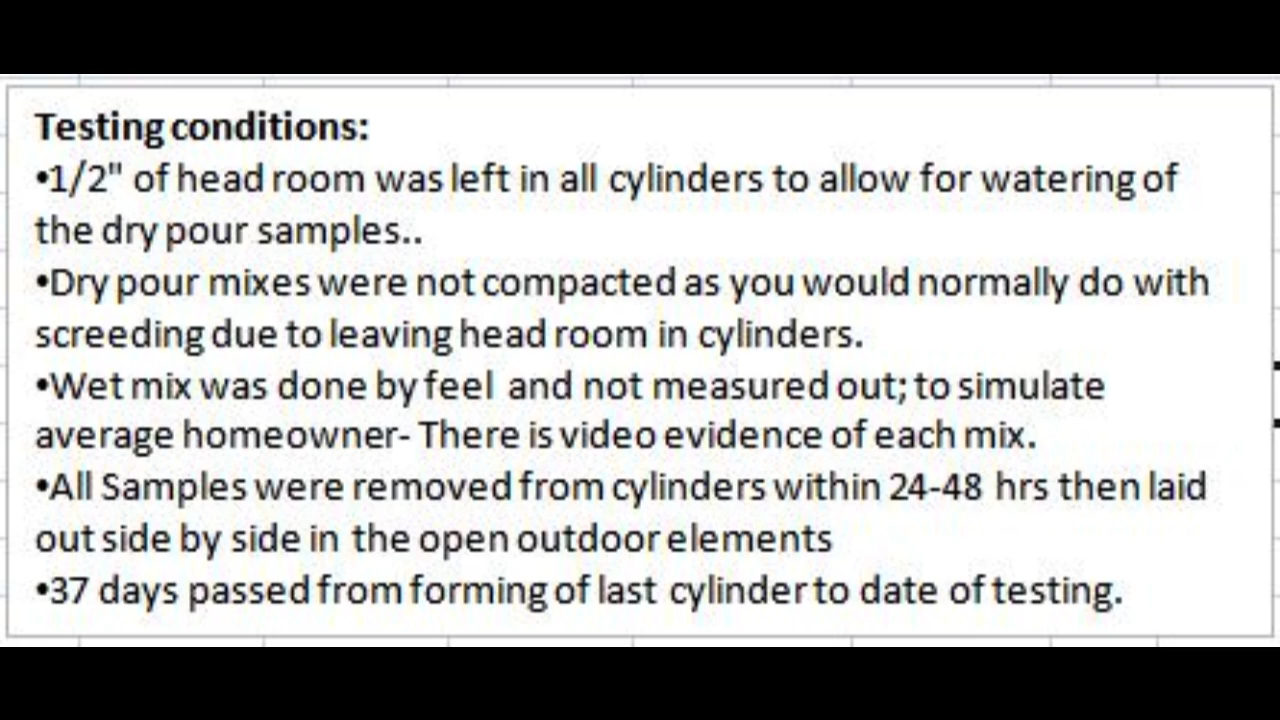 Testing conditions:
•1/2" of head room was left in all cylinders to allow for watering of
the dry pour samples..
•Dry pour mixes were not compacted as you would normally do with
screeding due to leaving head room in cylinders.
•Wet mix was done by feel and not measured out; to simulate
average homeowner- There is video evidence of each mix.
•All Samples were removed from cylinders within 24-48 hrs then laid
out side by side in the open outdoor elements
•37 days passed from forming of last cylinder to date of testing.